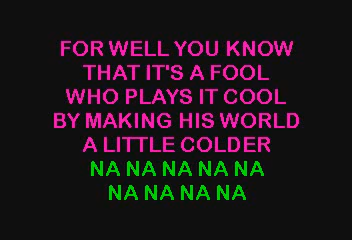 FOR WELL YOU KNOW
THAT IT'S A FOOL
WHO PLAYS IT COOL
BY MAKING HIS WORLD
A LITTLE COLDER
NA NA NA NA NA
NA NA NA NA